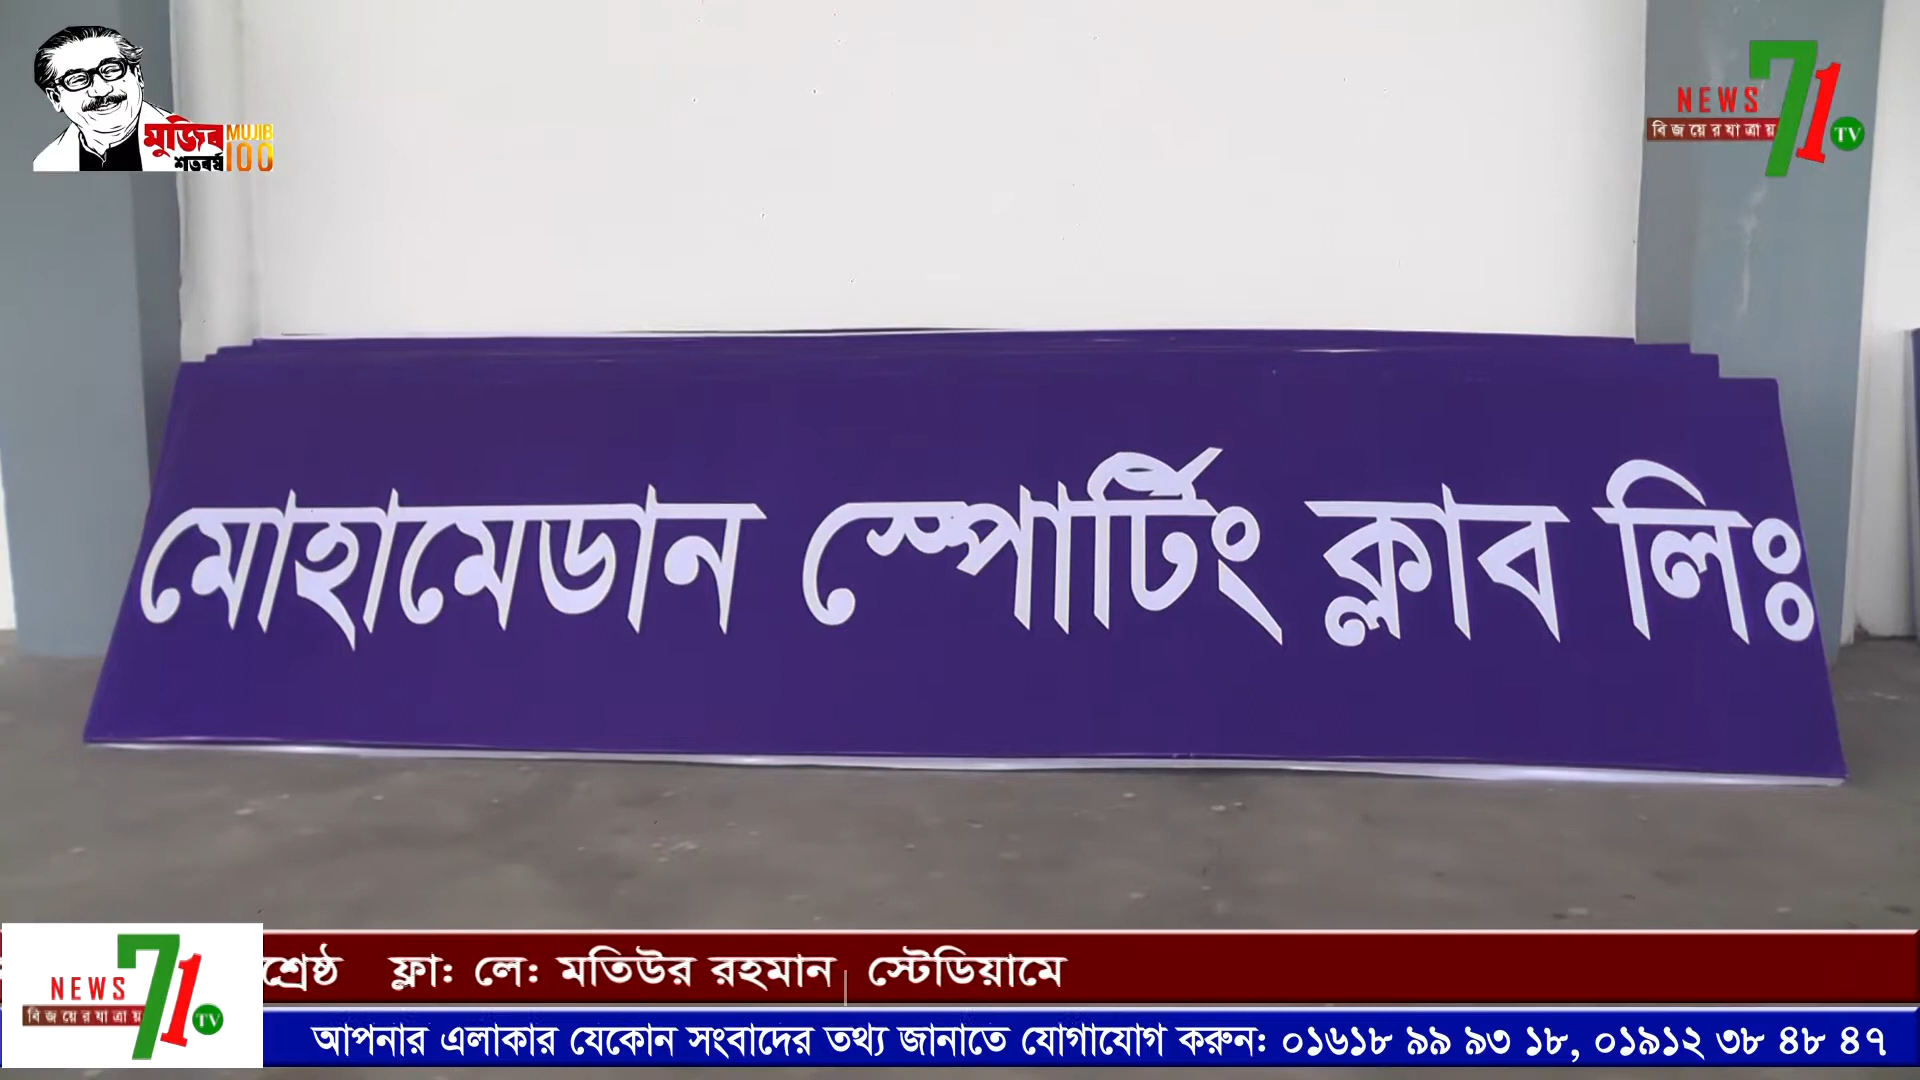 মুজিব
শতবর্ষ
MUJIB
100
NEWS 71
বিজয়ের যাত্রায়
TV
মোহামেডান স্পোর্টিং ক্লাব লিঃ
শ্রেষ্ঠ ফ্লা: লে: মতিউর রহমান স্টেডিয়ামে
NEWS 71
বিজয়ের যাত্রায়
TV
আপনার এলাকার যেকোন সংবাদের তথ্য জানাতে যোগাযোগ করুন: ০১৬১৮ ৯৯ ৯৩ ১৮, ০১৯১২ ৩৮ ৪৮ ৪৭